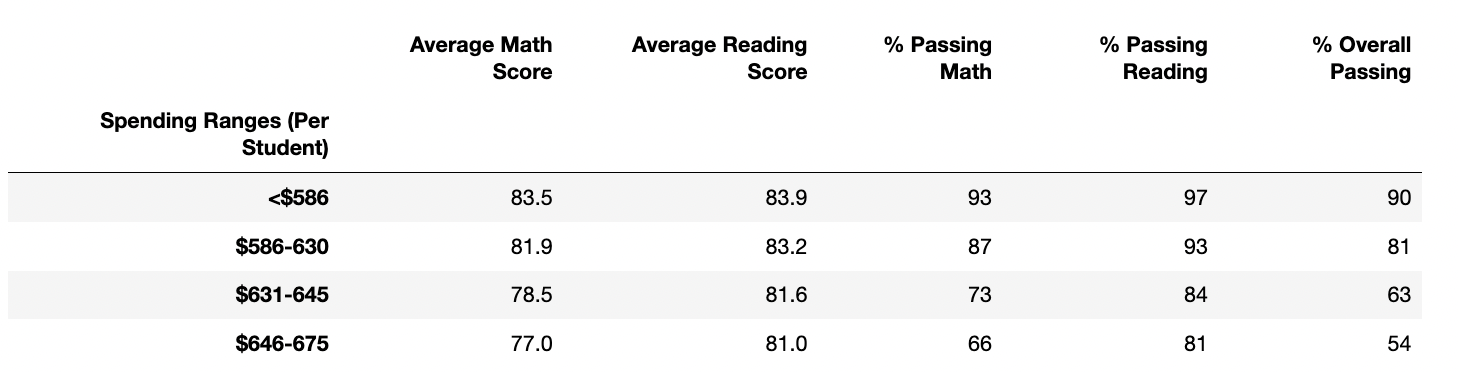 Average Math Score Average Reading Score % Passing Math % Passing Reading % Overall Passing
Spending Ranges (Per Student)
<$586 83.5 83.9 93 97 90
$586-630 81.9 83.2 87 93 81
$631-645 78.5 81.6 73 84 63
$646-675 77.0 81.0 66 81 54